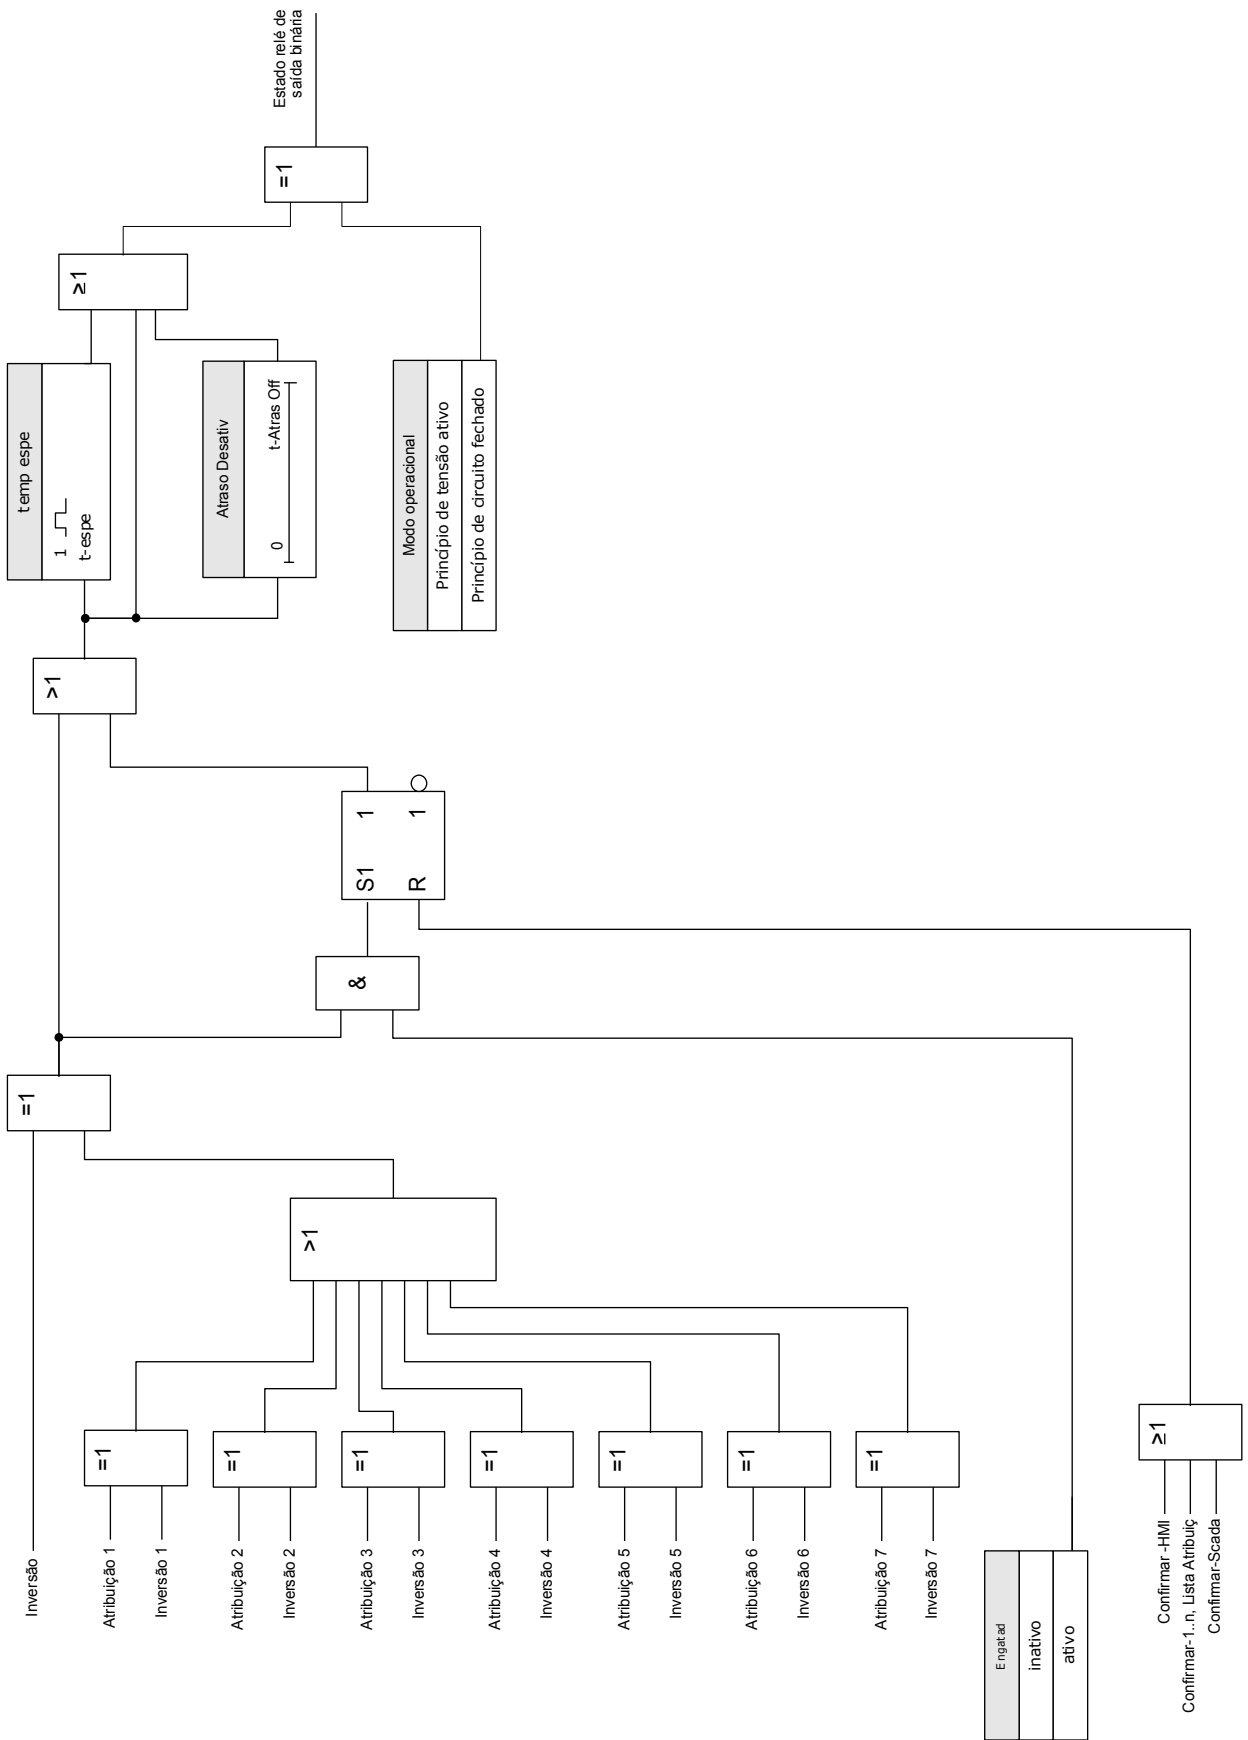 Inversão
Atribuição 1
Inversão 1
Atribuição 2
Inversão 2
Atribuição 3
Inversão 3
Atribuição 4
Inversão 4
Atribuição 5
Inversão 5
Atribuição 6
Inversão 6
Atribuição 7
Inversão 7
Engatad
inativo
ativo
Confirmar -HMI
Confirmar-1..n, Lista Atribuiç
Confirmar-Scada
=1
=1
=1
=1
=1
=1
=1
≥1
>1
=1
&
S1 1
R 1
>1
temp espe
1
t-espe
Atraso Desativ
0 t-Atras Off
Modo operacional
Princípio de tensão ativo
Princípio de circuito fechado
≥1
=1
Estado relé de
saída binária